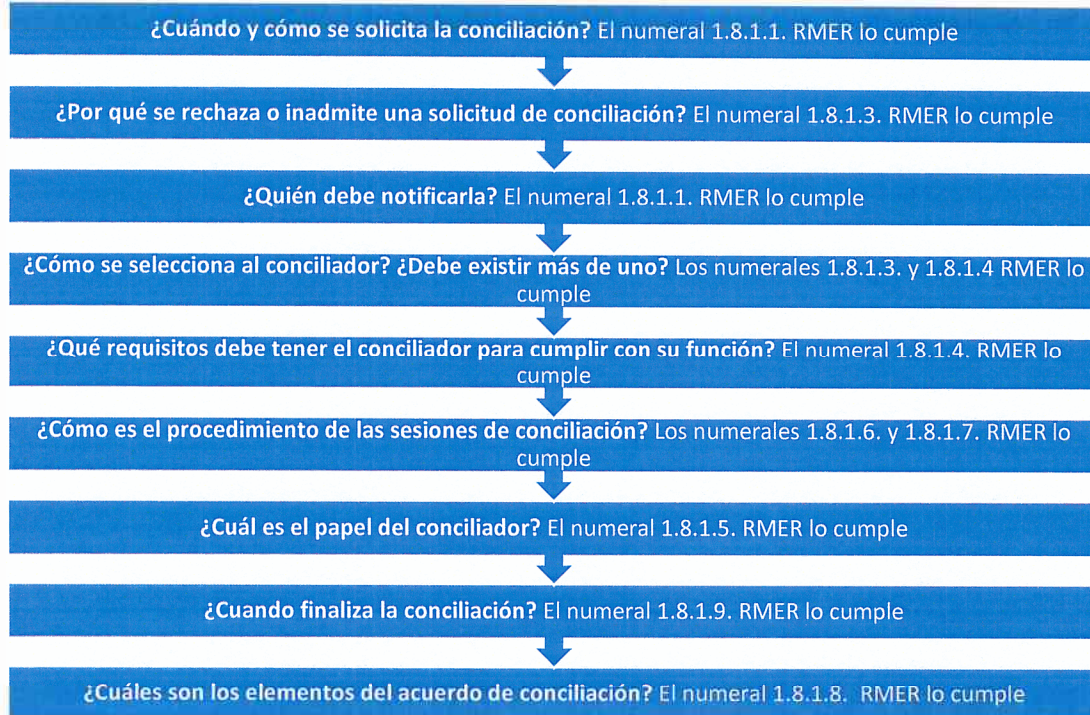 ¿Cuándo y cómo se solicita la conciliación? El numeral 1.8.1.1. RMER lo cumple
¿Por qué se rechaza o inadmite una solicitud de conciliación? El numeral 1.8.1.3. RMER lo cumple
¿Quién debe notificarla? El numeral 1.8.1.1. RMER lo cumple
¿Cómo se selecciona al conciliador? ¿Debe existir más de uno? Los numerales 1.8.1.3. y 1.8.1.4 RMER lo
cumple
¿Qué requisitos debe tener el conciliador para cumplir con su función? El numeral 1.8.1.4. RMER lo
cumple
¿Cómo es el procedimiento de las sesiones de conciliación? Los numerales 1.8.1.6. y 1.8.1.7. RMER lo
cumple
¿Cuál es el papel del conciliador? El numeral 1.8.1.5. RMER lo cumple
¿Cuando finaliza la conciliación? El numeral 1.8.1.9. RMER lo cumple
¿Cuáles son los elementos del acuerdo de conciliación? El numeral 1.8.1.8. RMER lo cumple